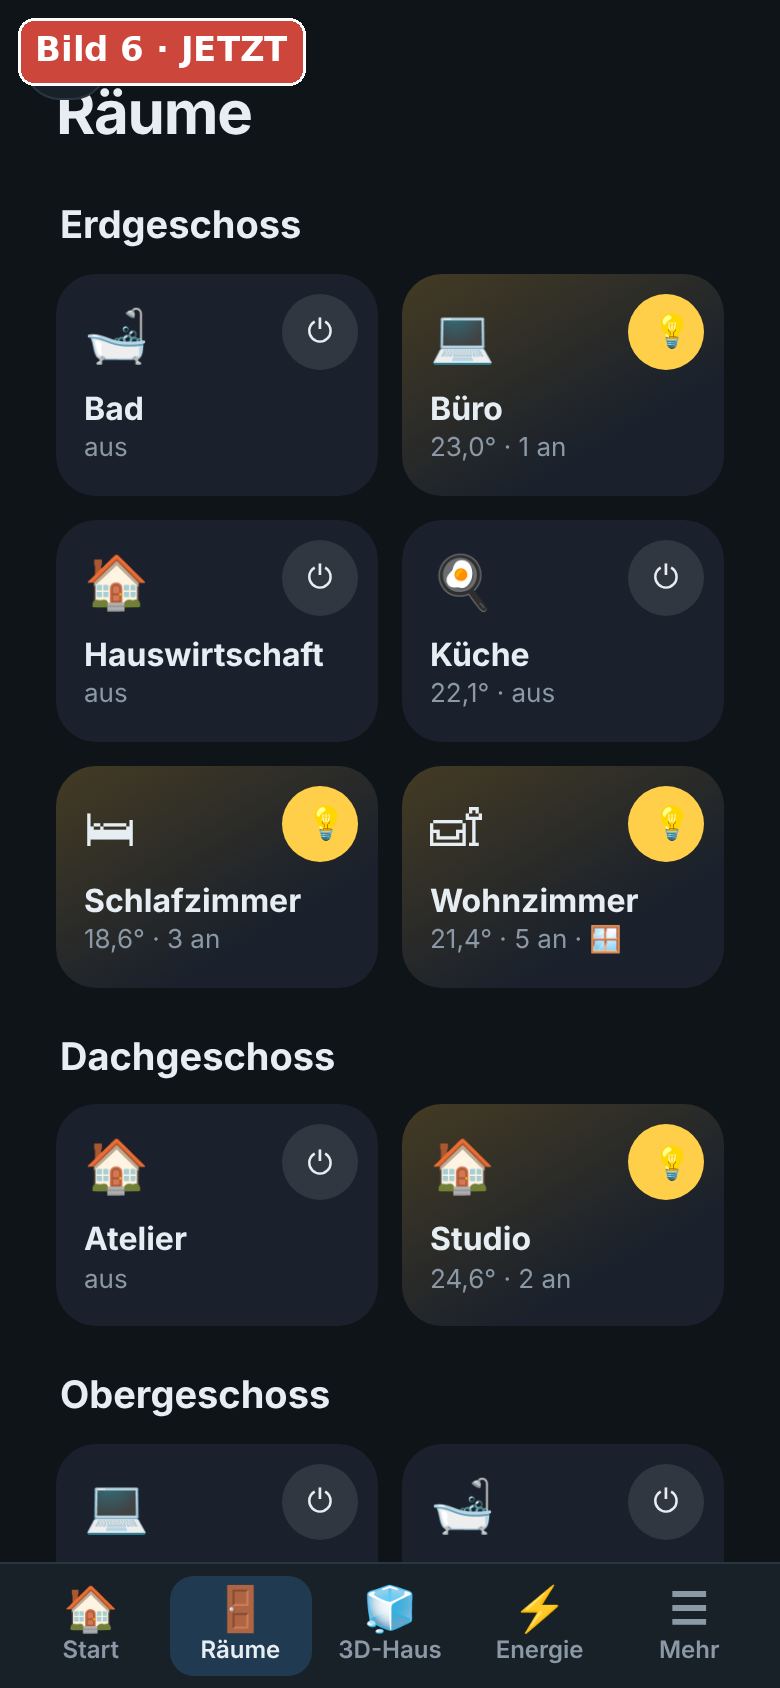 Bild 6 · JETZT
Räume
Erdgeschoss
Bad
aus
Büro
23,0° · 1 an
Hauswirtschaft
aus
Küche
22,1° · aus
Schlafzimmer
18,6° · 3 an
Wohnzimmer
21,4° · 5 an ·
Dachgeschoss
Atelier
aus
Studio
24,6° · 2 an
Obergeschoss
Start
Räume
3D-Haus
Energie
Mehr